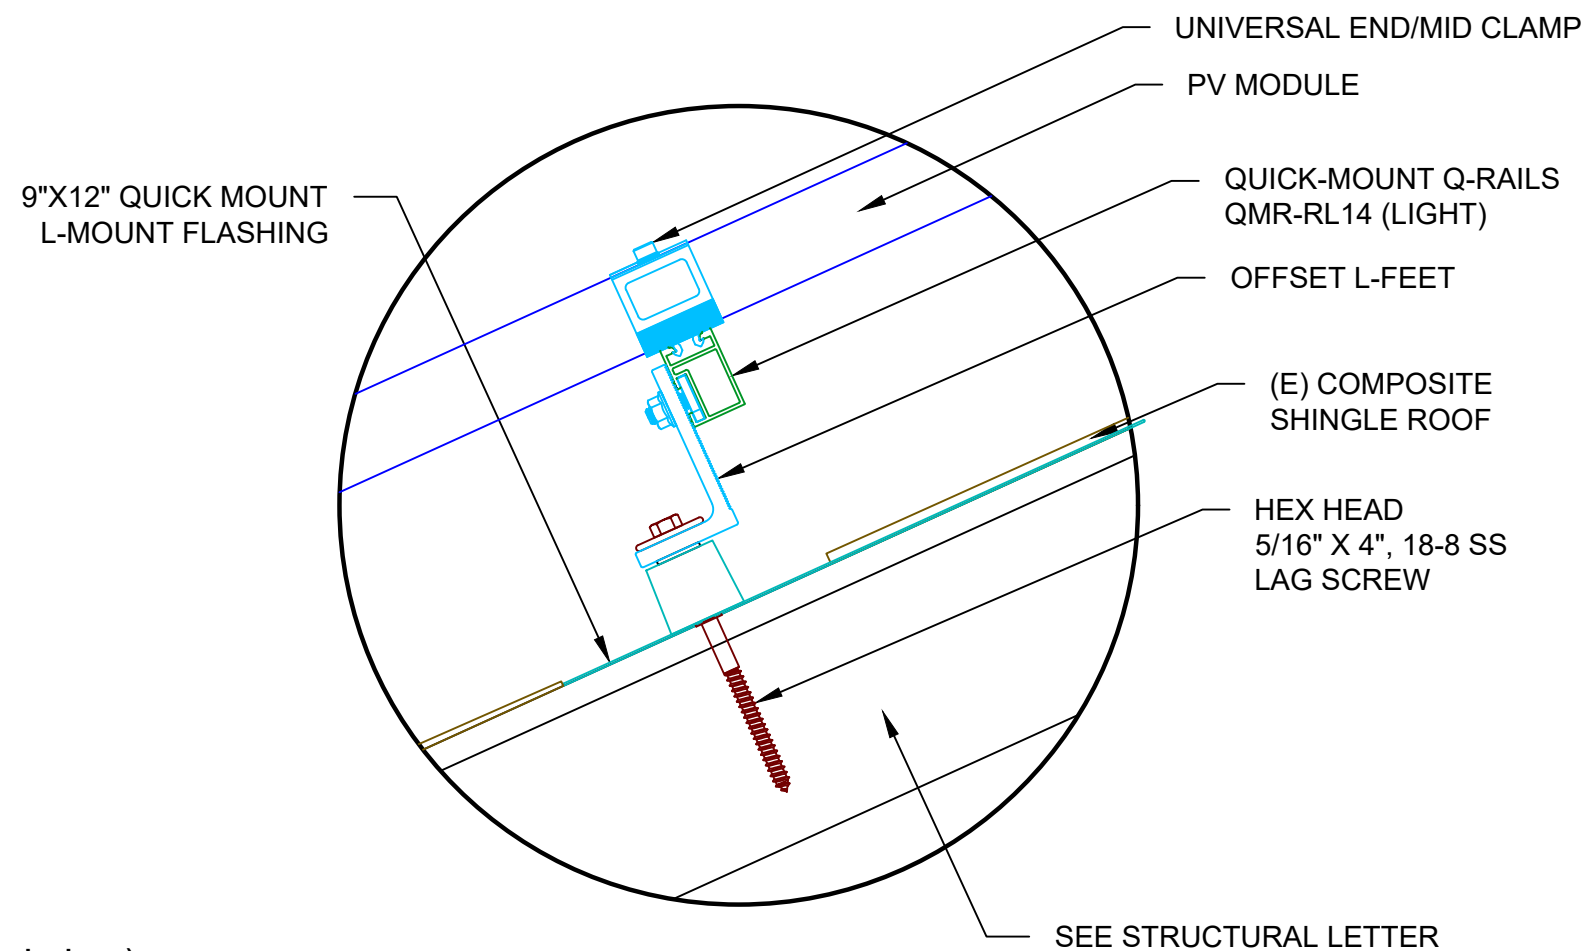 UNIVERSAL END/MID CLAMP
PV MODULE
9"X12" QUICK MOUNT
L-MOUNT FLASHING
QUICK-MOUNT Q-RAILS
QMR-RL14 (LIGHT)
OFFSET L-FEET
(E) COMPOSITE
SHINGLE ROOF
HEX HEAD
5/16" X 4", 18-8 SS
LAG SCREW
SEE STRUCTURAL LETTER